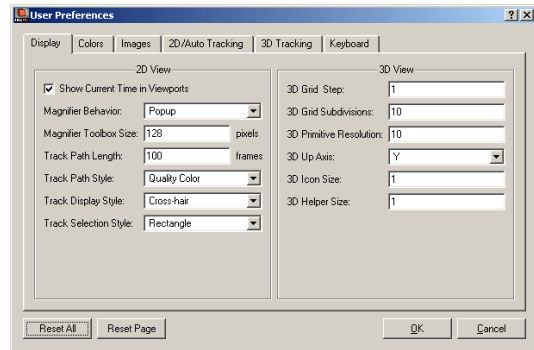 User Preferences
Display Colors Images 2D/Auto Tracking 3D Tracking Keyboard
2D View
Show Current Time in Viewports
Magnifier Behavior: Popup
Magnifier Toolbox Size: 128 pixels
Track Path Length: 100 frames
Track Path Style: Quality Color
Track Display Style: Cross-hair
Track Selection Style: Rectangle
3D View
3D Grid Step: 1
3D Grid Subdivisions: 10
3D Primitive Resolution: 10
3D Up Axis: Y
3D Icon Size: 1
3D Helper Size: 1
Reset All Reset Page OK Cancel